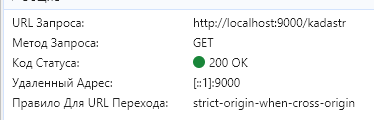 URL Запроса: http://localhost:9000/kadastr
Метод Запроса: GET
Код Статуса: 200 OK
Удаленный Адрес: [::1]:9000
Правило Для URL Перехода: strict-origin-when-cross-origin